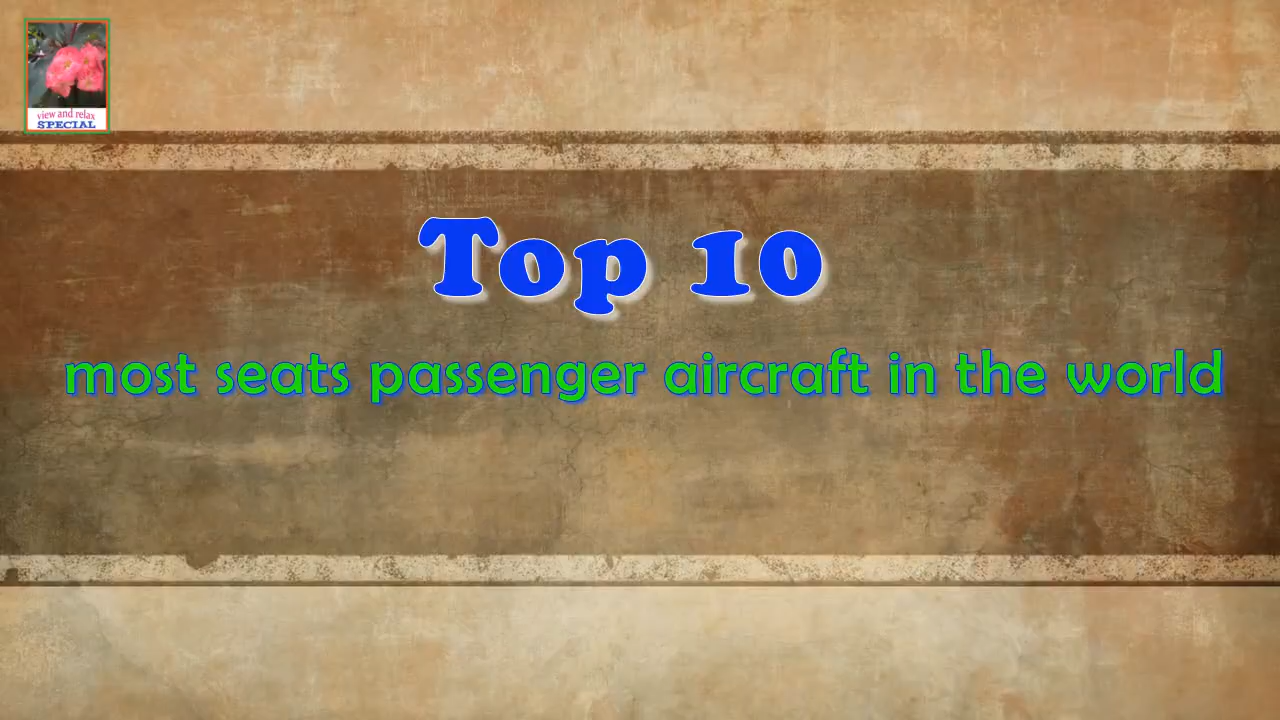 view and relax
SPECIAL
Top 10
most seats passenger aircraft in the world